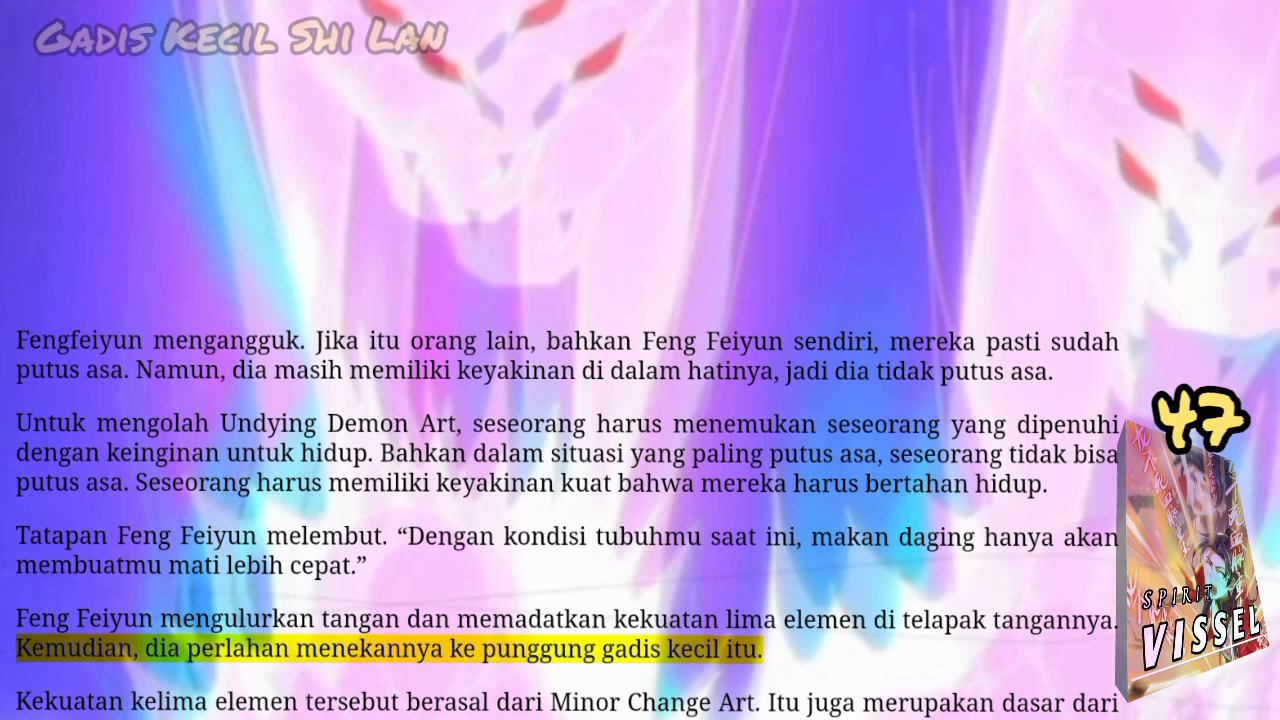 Gadis Kecil Shi Lan
Fengfeiyun mengangguk. Jika itu orang lain, bahkan Feng Feiyun sendiri, mereka pasti sudah
putus asa. Namun, dia masih memiliki keyakinan di dalam hatinya, jadi dia tidak putus asa.
Untuk mengolah Undying Demon Art, seseorang harus menemukan seseorang yang dipenuhi
dengan keinginan untuk hidup. Bahkan dalam situasi yang paling putus asa, seseorang tidak bisa
putus asa. Seseorang harus memiliki keyakinan kuat bahwa mereka harus bertahan hidup.
Tatapan Feng Feiyun melembut. “Dengan kondisi tubuhmu saat ini, makan daging hanya akan
membuatmu mati lebih cepat.”
Feng Feiyun mengulurkan tangan dan memadatkan kekuatan lima elemen di telapak tangannya.
Kemudian, dia perlahan menekannya ke punggung gadis kecil itu.
Kekuatan kelima elemen tersebut berasal dari Minor Change Art. Itu juga merupakan dasar dari
47
SPIRIT
VISSEL